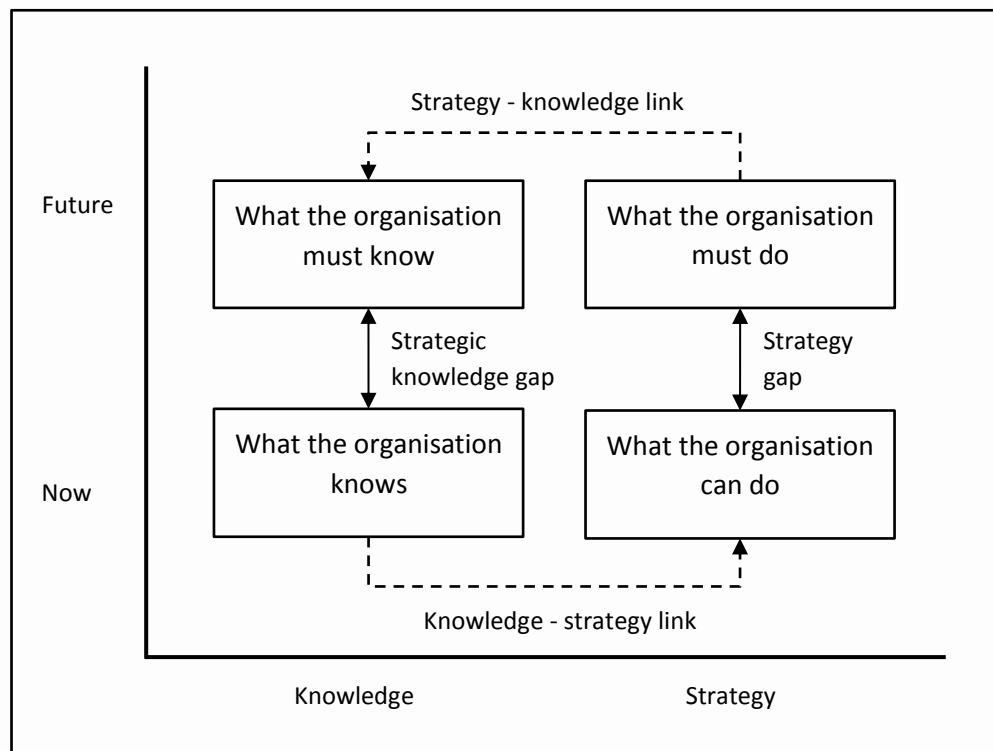 Strategy - knowledge link
Future
What the organisation
must know
What the organisation
must do
Strategic
knowledge gap
Strategy
gap
Now
What the organisation
knows
What the organisation
can do
Knowledge - strategy link
Knowledge
Strategy